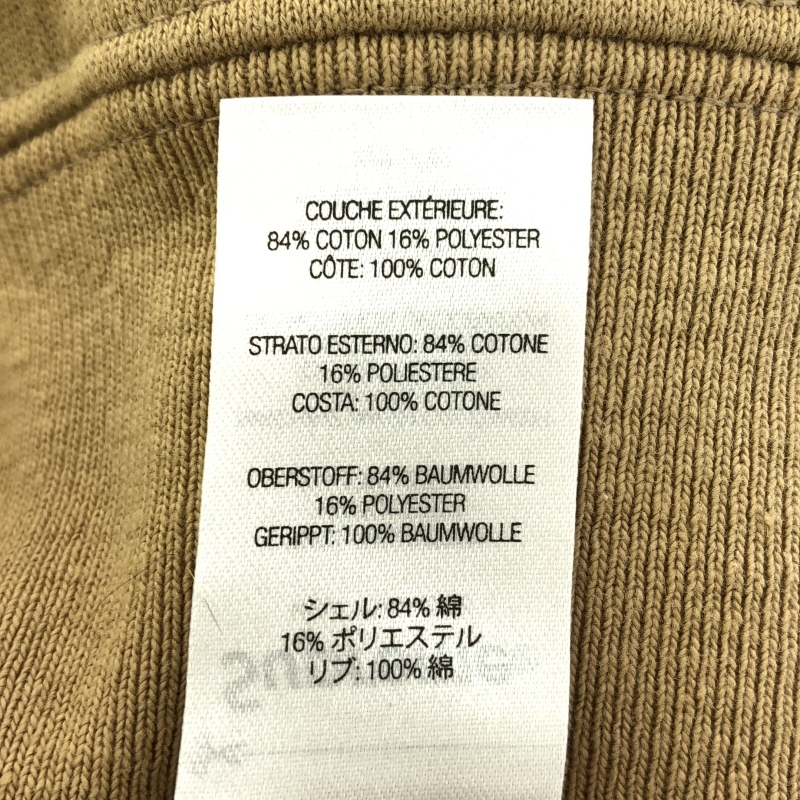 COUCHE EXTÉRIEURE:
84% COTON 16% POLYESTER
CÔTE: 100% COTON
STRATO ESTERNO: 84% COTONE
16% POLIESTERE
COSTA: 100% COTONE
OBERSTOFF: 84% BAUMWOLLE
16% POLYESTER
GERIPPT: 100% BAUMWOLLE
シェル: 84% 綿
16% ポリエステル
リブ: 100% 綿